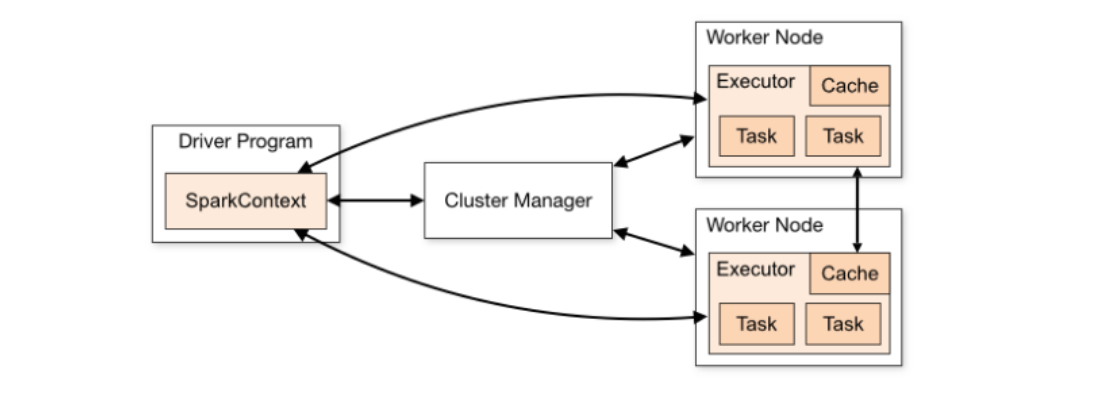 Driver Program
SparkContext
Cluster Manager
Worker Node
Executor
Cache
Task
Task
Worker Node
Executor
Cache
Task
Task